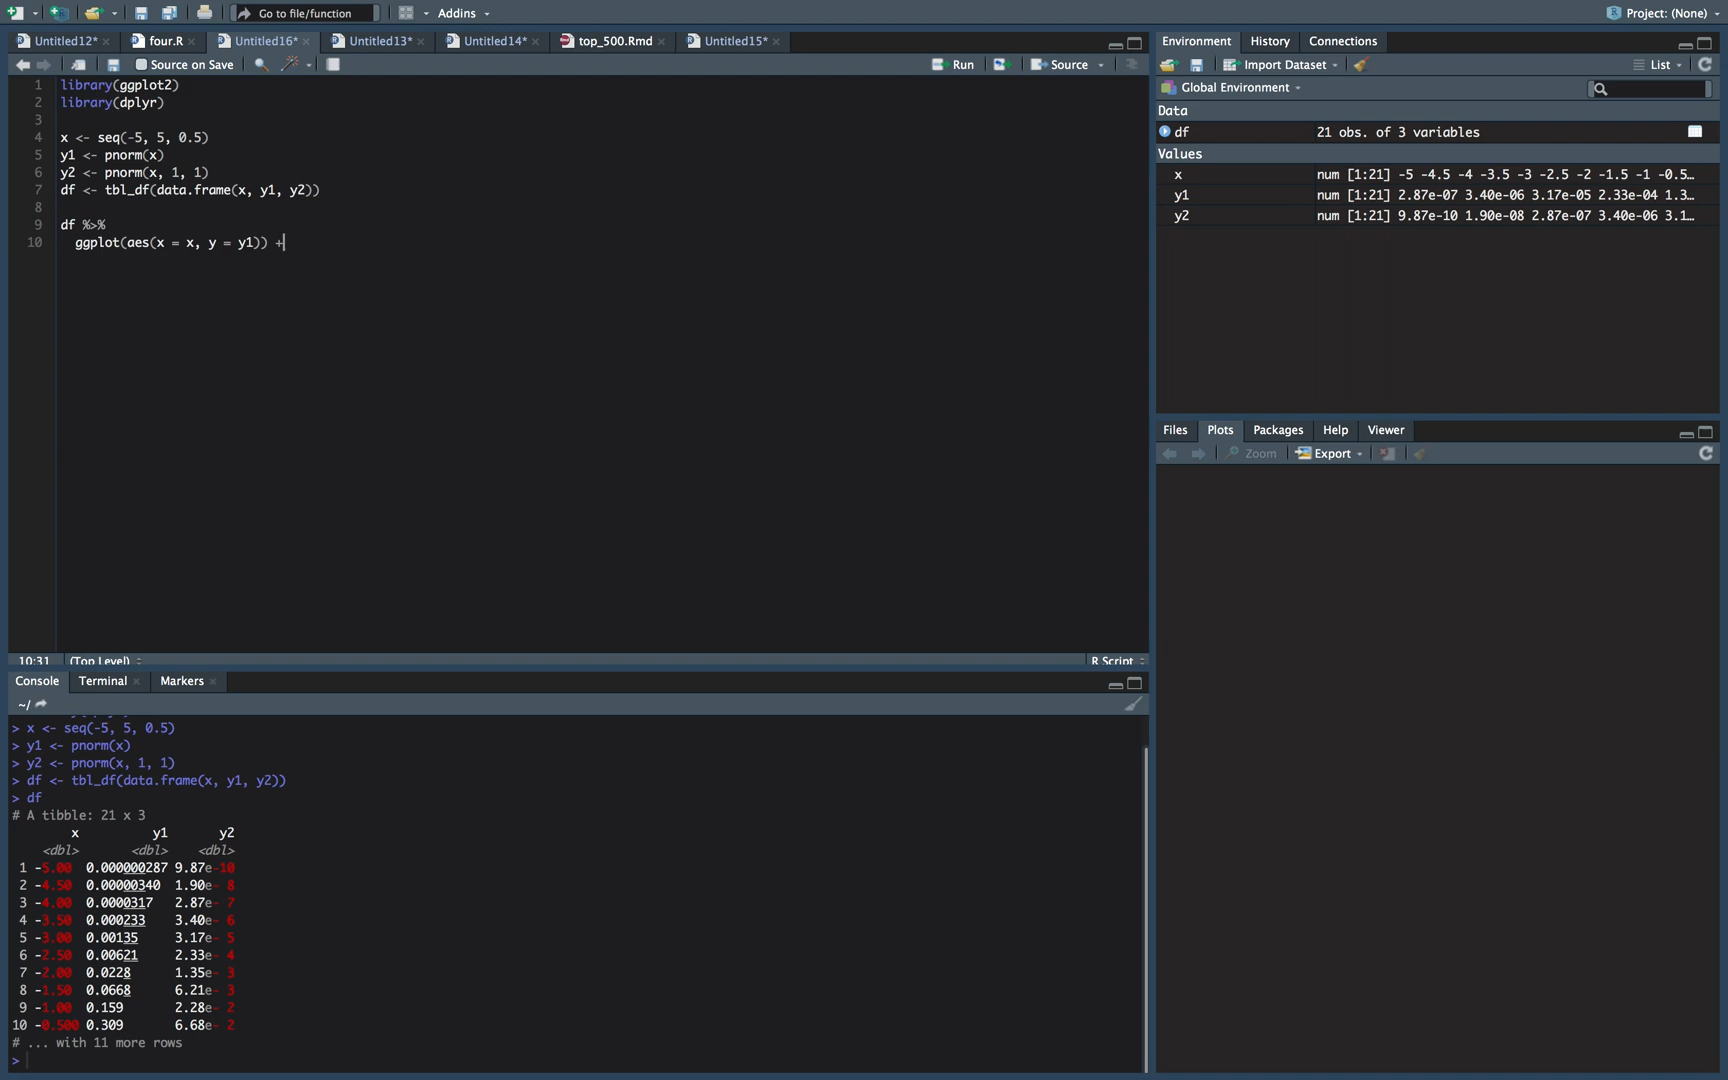 Go to file/function
Addins
Project: (None)
Untitled12*
four.R
Untitled16*
Untitled13*
Untitled14*
top_500.Rmd
Untitled15*
Source on Save
Run
Source
1 library(ggplot2)
2 library(dplyr)
3
4 x <- seq(-5, 5, 0.5)
5 y1 <- pnorm(x)
6 y2 <- pnorm(x, 1, 1)
7 df <- tbl_df(data.frame(x, y1, y2))
8
9 df %>%
10 ggplot(aes(x = x, y = y1)) +
10:31 (Top Level) R Script
Console Terminal Markers
~/
> x <- seq(-5, 5, 0.5)
> y1 <- pnorm(x)
> y2 <- pnorm(x, 1, 1)
> df <- tbl_df(data.frame(x, y1, y2))
> df
# A tibble: 21 x 3
x y1 y2
<dbl> <dbl> <dbl>
1 -5.00 0.000000287 9.87e-10
2 -4.50 0.00000340 1.90e- 8
3 -4.00 0.0000317 2.87e- 7
4 -3.50 0.000233 3.40e- 6
5 -3.00 0.00135 3.17e- 5
6 -2.50 0.00621 2.33e- 4
7 -2.00 0.0228 1.35e- 3
8 -1.50 0.0668 6.21e- 3
9 -1.00 0.159 2.28e- 2
10 -0.500 0.309 6.68e- 2
# ... with 11 more rows
>
Environment History Connections
Import Dataset List
Global Environment
Data
df 21 obs. of 3 variables
Values
x num [1:21] -5 -4.5 -4 -3.5 -3 -2.5 -2 -1.5 -1 -0.5…
y1 num [1:21] 2.87e-07 3.40e-06 3.17e-05 2.33e-04 1.3…
y2 num [1:21] 9.87e-10 1.90e-08 2.87e-07 3.40e-06 3.1…
Files Plots Packages Help Viewer
Zoom Export